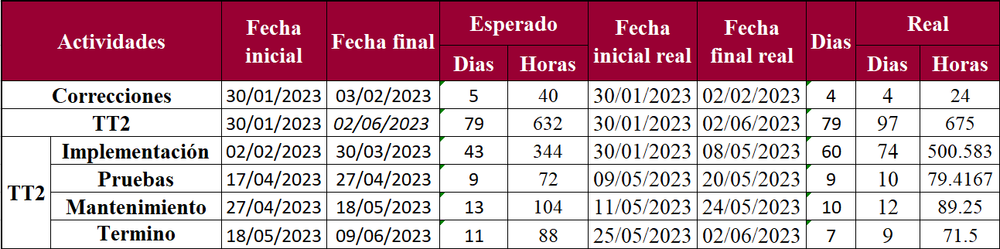 Actividades Fecha inicial Fecha final Esperado Fecha inicial real Fecha final real Dias Real
Dias Horas Dias Horas
Correcciones 30/01/2023 03/02/2023 5 40 30/01/2023 02/02/2023 4 4 24
TT2 30/01/2023 02/06/2023 79 632 30/01/2023 02/06/2023 79 97 675
TT2 Implementación 02/02/2023 30/03/2023 43 344 30/01/2023 08/05/2023 60 74 500.583
Pruebas 17/04/2023 27/04/2023 9 72 09/05/2023 20/05/2023 9 10 79.4167
Mantenimiento 27/04/2023 18/05/2023 13 104 11/05/2023 24/05/2023 10 12 89.25
Termino 18/05/2023 09/06/2023 11 88 25/05/2023 02/06/2023 7 9 71.5